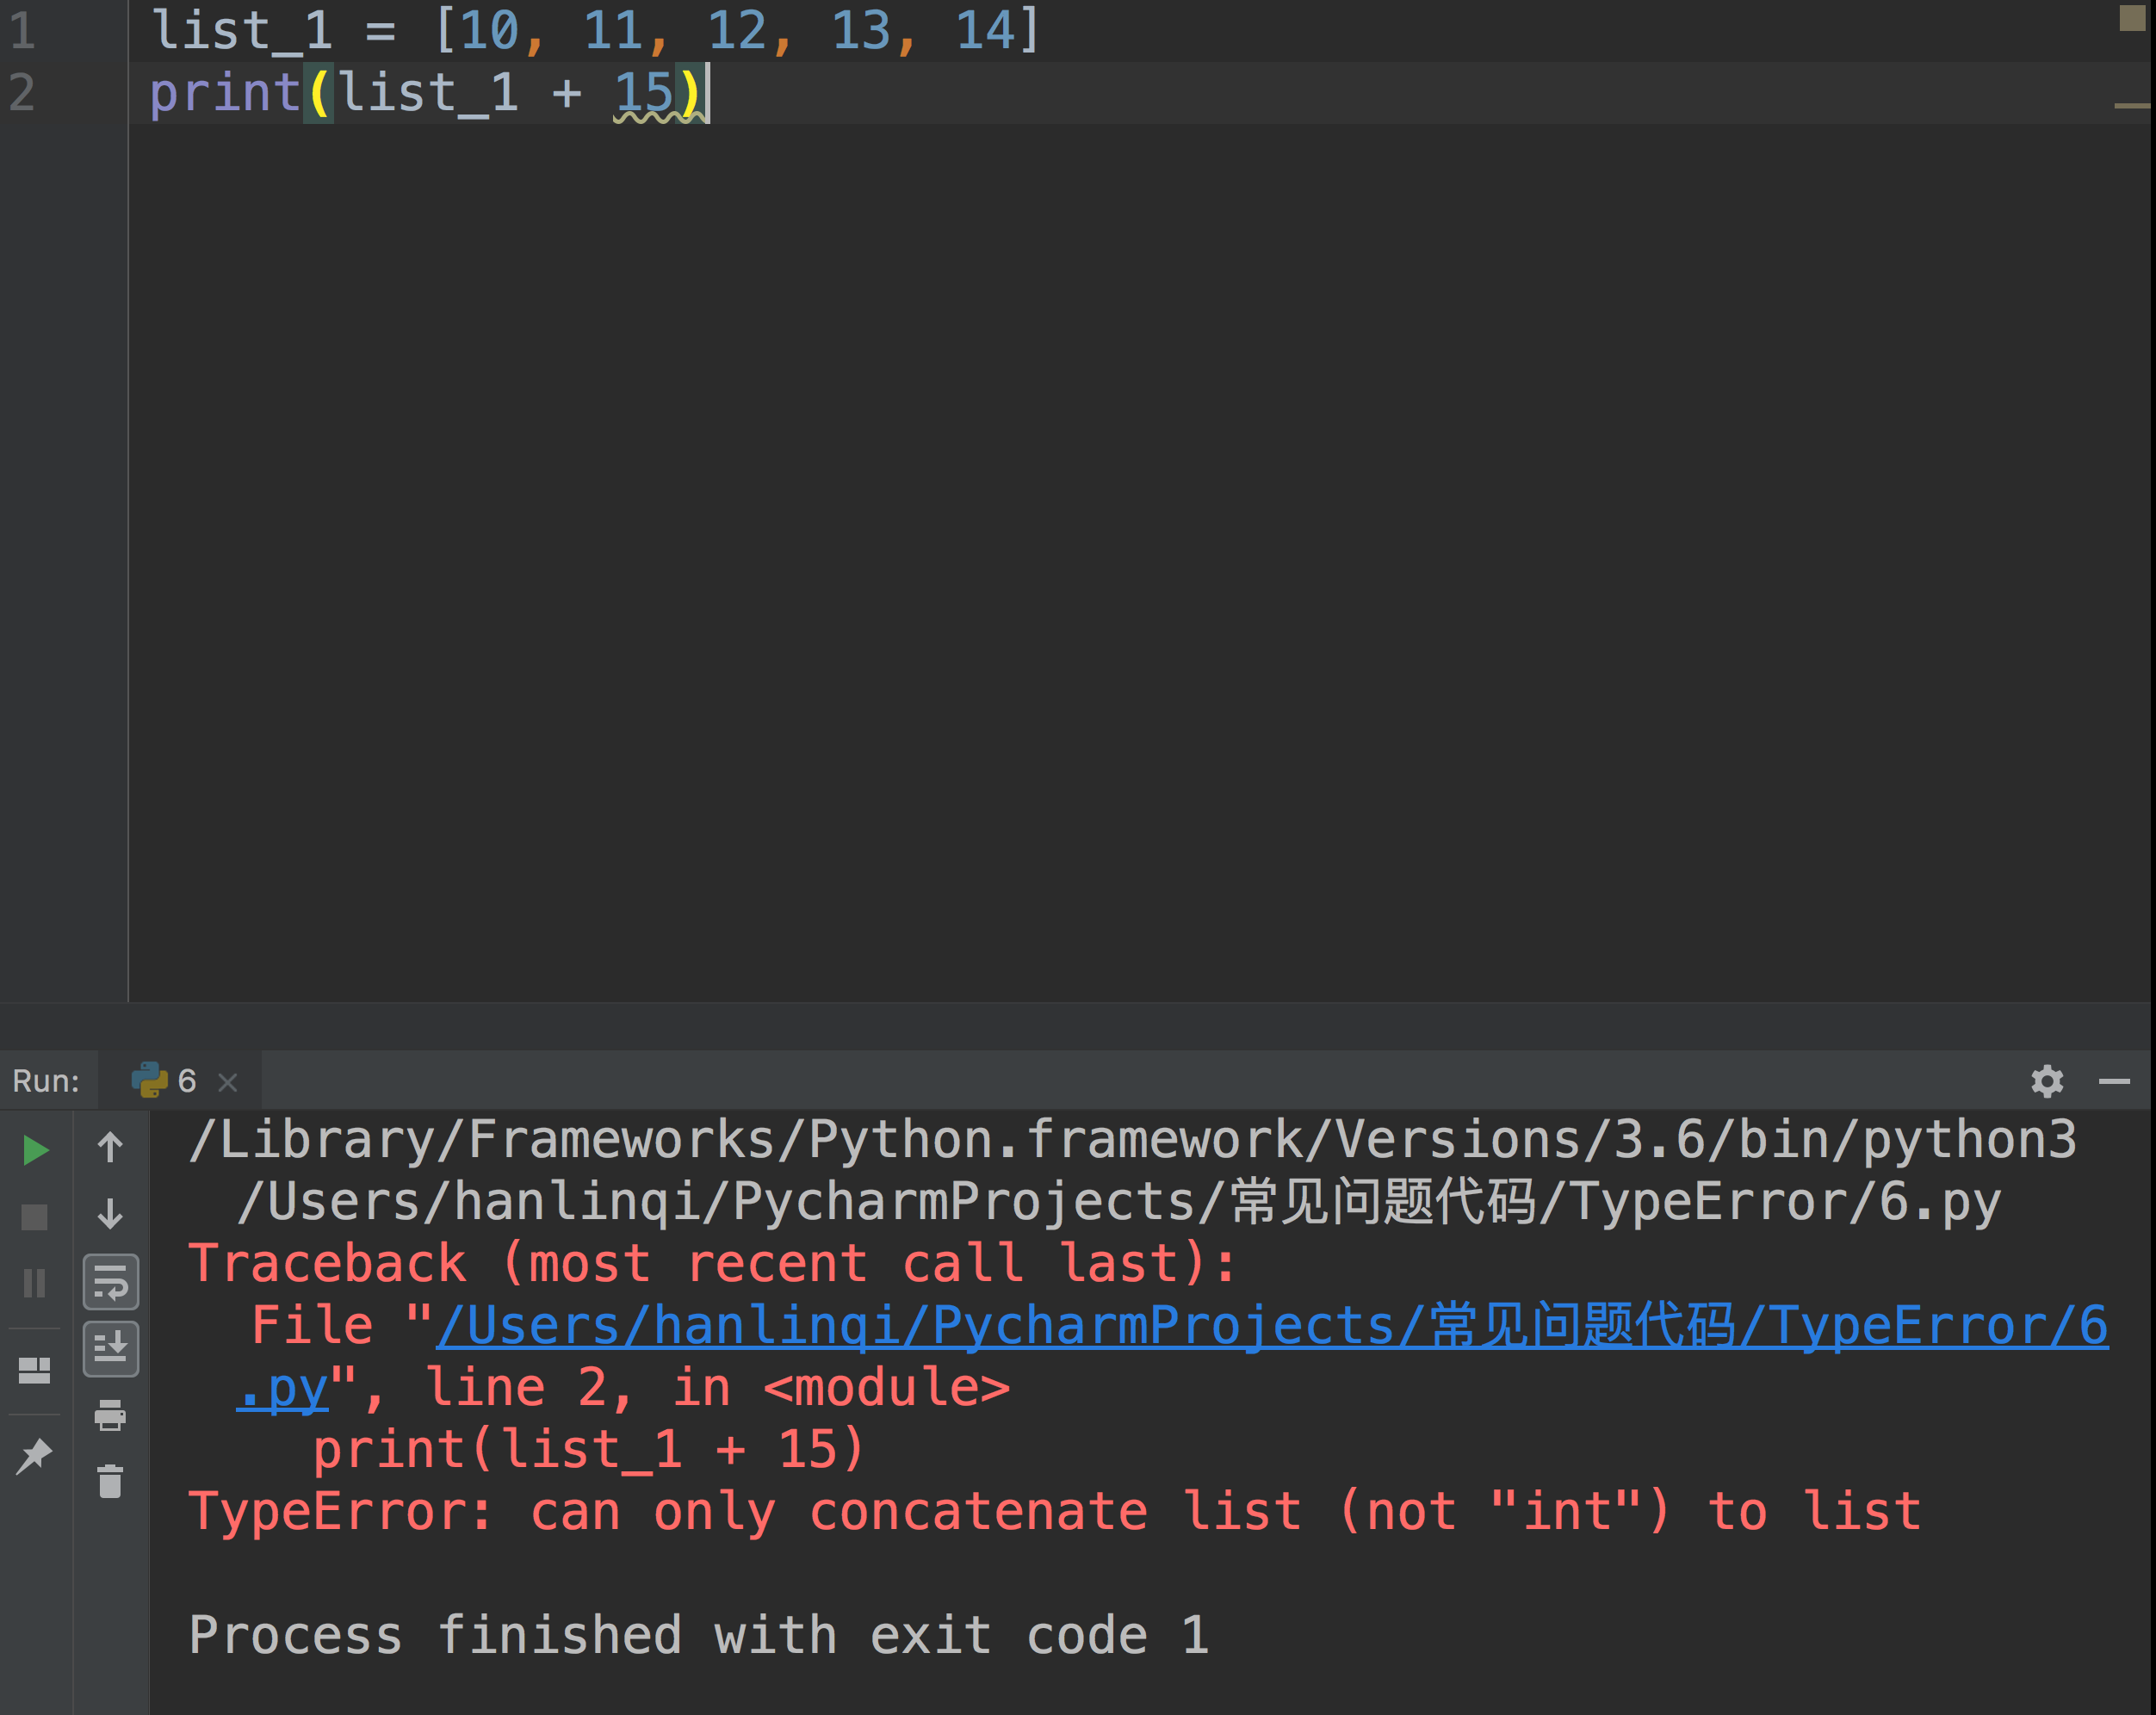 1 list_1 = [10, 11, 12, 13, 14]
2 print(list_1 + 15)
Run: 6
/Library/Frameworks/Python.framework/Versions/3.6/bin/python3
/Users/hanlinqi/PycharmProjects/常见问题代码/TypeError/6.py
Traceback (most recent call last):
File "/Users/hanlinqi/PycharmProjects/常见问题代码/TypeError/6
.py", line 2, in <module>
print(list_1 + 15)
TypeError: can only concatenate list (not "int") to list
Process finished with exit code 1